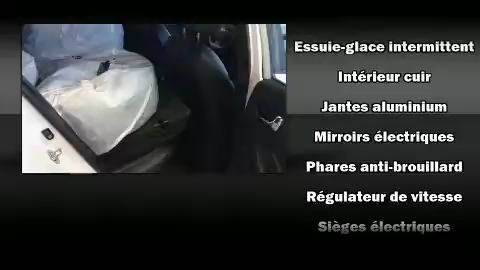 Essuie-glace intermittent
Intérieur cuir
Jantes aluminium
Mirroirs électriques
Phares anti-brouillard
Régulateur de vitesse
Sièges électriques